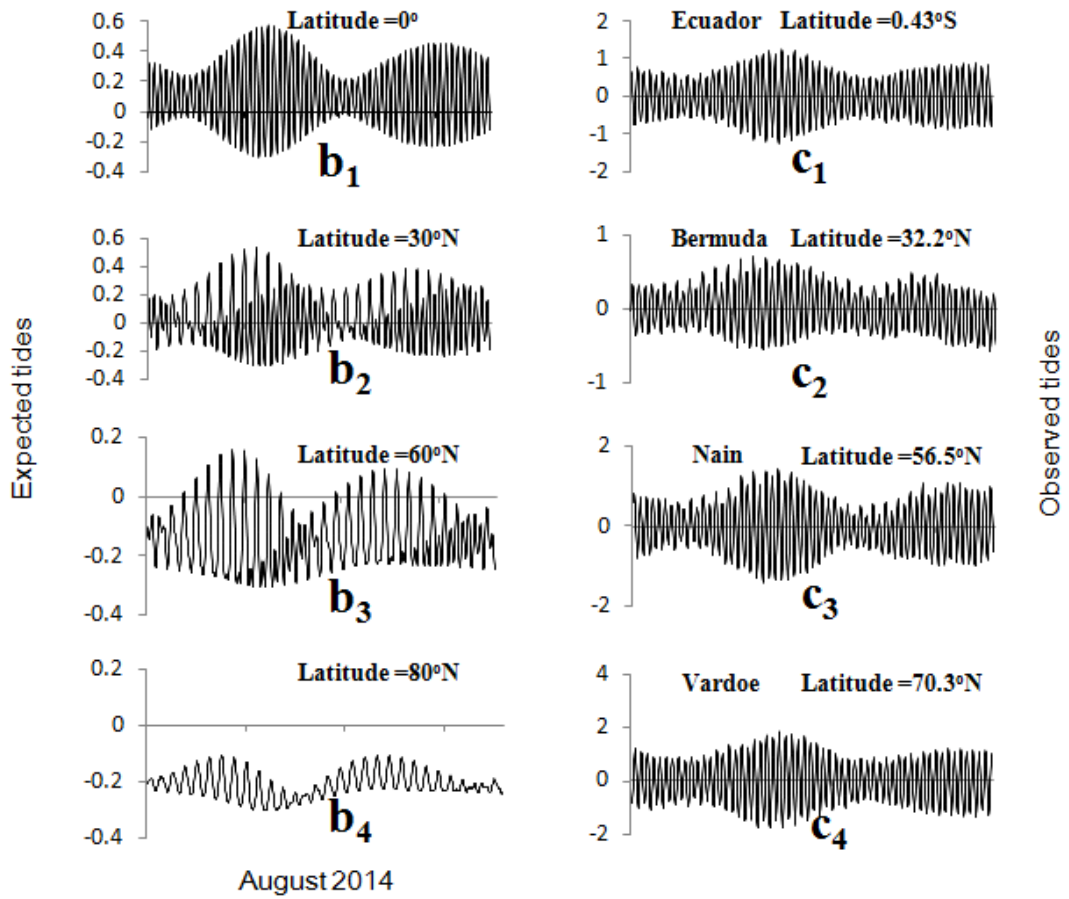 Expected tides
0.6
0.4
0.2
0
-0.2
-0.4
Latitude =0°
b₁
0.6
0.4
0.2
0
-0.2
-0.4
Latitude =30°N
b₂
0.2
0
-0.2
-0.4
Latitude =60°N
b₃
0.2
0
-0.2
-0.4
Latitude =80°N
b₄
August 2014
2
1
0
-1
-2
Ecuador Latitude =0.43°S
c₁
1
0
-1
Bermuda Latitude =32.2°N
c₂
2
0
-2
Nain Latitude =56.5°N
c₃
4
2
0
-2
Vardoe Latitude =70.3°N
c₄
Observed tides